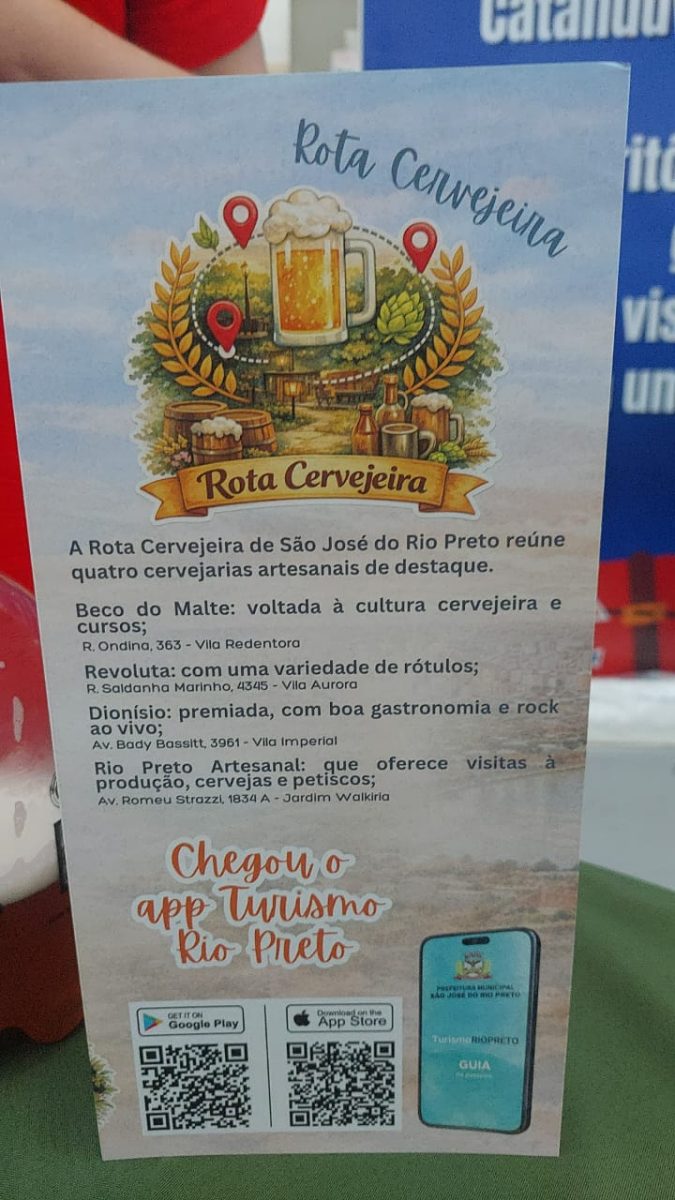 Rota Cervejeira
Rota Cervejeira
A Rota Cervejeira de São José do Rio Preto reúne
quatro cervejarias artesanais de destaque.
Beco do Malte: voltada à cultura cervejeira e
cursos;
R. Ondina, 363 - Vila Redentora
Revoluta: com uma variedade de rótulos;
R. Saldanha Marinho, 4345 - Vila Aurora
Dionísio: premiada, com boa gastronomia e rock
ao vivo;
Av. Bady Bassitt, 3961 - Vila Imperial
Rio Preto Artesanal: que oferece visitas à
produção, cervejas e petiscos;
Av. Romeu Strazzi, 1834 A - Jardim Walkiria
Chegou o
app Turismo
Rio Preto
GET IT ON
Google Play
Download on the
App Store
PREFEITURA MUNICIPAL
SÃO JOSÉ DO RIO PRETO
TurismoRIOPRETO
GUIA
vis
um